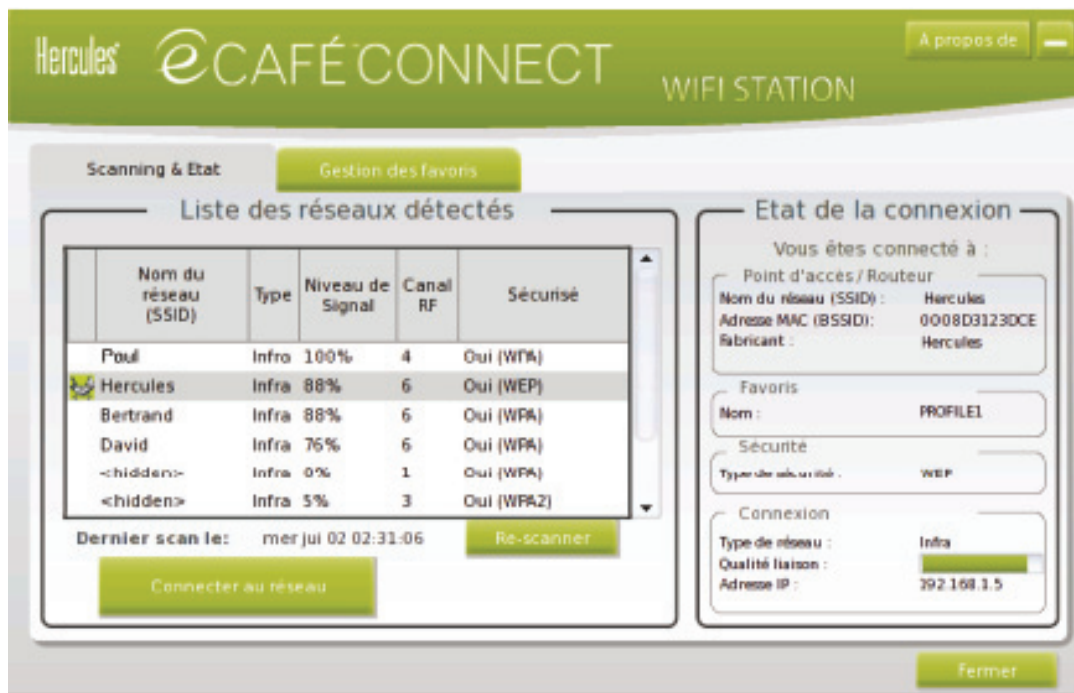 Hercules eCAFÉ CONNECT
WIFI STATION
A propos de
Scanning & Etat
Gestion des favoris
Liste des réseaux détectés
Nom du réseau (SSID) Type Niveau de Signal Canal RF Sécurisé
Paul Infra 100% 4 Oui (WPA)
Hercules Infra 88% 6 Oui (WEP)
Bertrand Infra 88% 6 Oui (WPA)
David Infra 76% 6 Oui (WPA)
<hidden> Infra 0% 1 Oui (WPA)
<hidden> Infra 5% 3 Oui (WPA2)
Dernier scan le: mer jui 02 02:31:06
Re-scanner
Connecter au réseau
Etat de la connexion
Vous êtes connecté à :
Point d'accès / Routeur
Nom du réseau (SSID) : Hercules
Adresse MAC (BSSID): 0008D3123DCE
Fabricant : Hercules
Favoris
Nom : PROFILE1
Sécurité
Type de sécurité : WEP
Connexion
Type de réseau : Infra
Qualité liaison :
Adresse IP : 192.168.1.5
Fermer